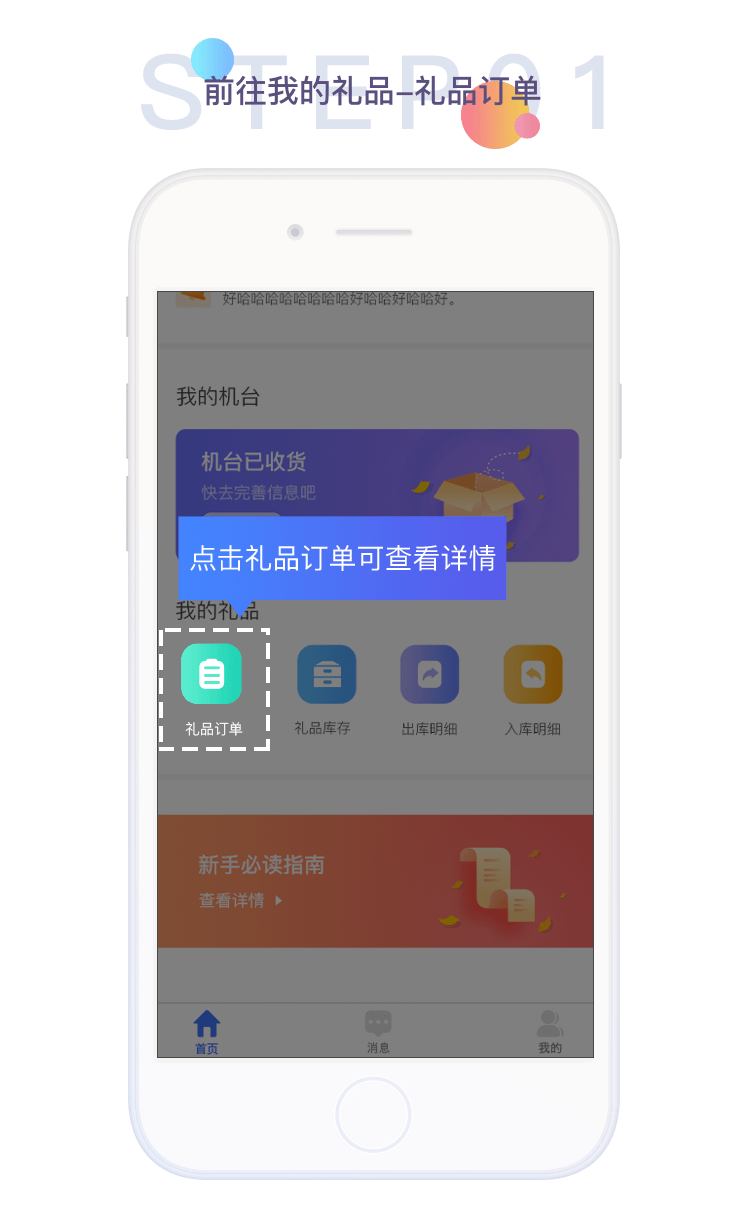 STEP01
前往我的礼品–礼品订单
好哈哈哈哈哈哈哈哈好哈哈好哈哈好。
我的机台
机台已收货
快去完善信息吧
点击礼品订单可查看详情
我的礼品
礼品订单
礼品库存
出库明细
入库明细
新手必读指南
查看详情
首页
消息
我的